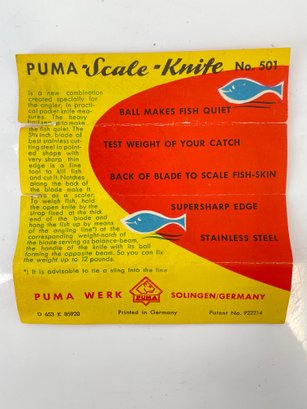 PUMA-Scale-Knife No. 501
Is a new combination
created specially for
the angler, in practi-
cal pocket-knife mea-
sures. The heavy
the fish quiet. The
5½ inch. blade of
best stainless cut-
ting steel in point-
ed shape with
very sharp thin
edge is a fine
tool to kill fish
and cut it. Notches
along the back of
the blade make it
serve as a scaler.
To weigh fish, hold
the open knife by the
strap fixed at the thick
end of the blade and
hang the fish up by means
of the angling line*) at the
corresponding weight-notch of
the blade serving as balance-beam,
the handle of the knife with its ball
forming the opposite beam. So you can fix
the weight up to 12 pounds.
*) It is advisable to tie a sling into the line
BALL MAKES FISH QUIET
TEST WEIGHT OF YOUR CATCH
BACK OF BLADE TO SCALE FISH-SKIN
SUPERSHARP EDGE
STAINLESS STEEL
PUMA WERK PUMA SOLINGEN/GERMANY
D 653 K 85920 Printed in Germany Patent No. 922214